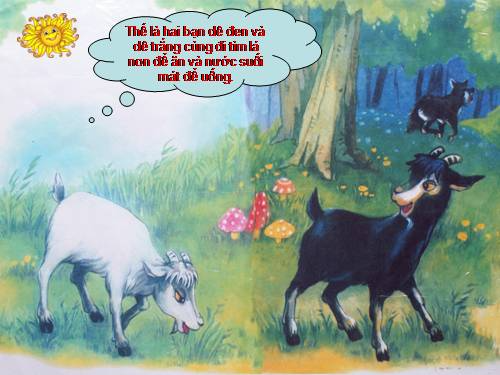 Thế là hai bạn dê đen và
dê trắng cùng đi tìm lá
non để ăn và nước suối
mát để uống.